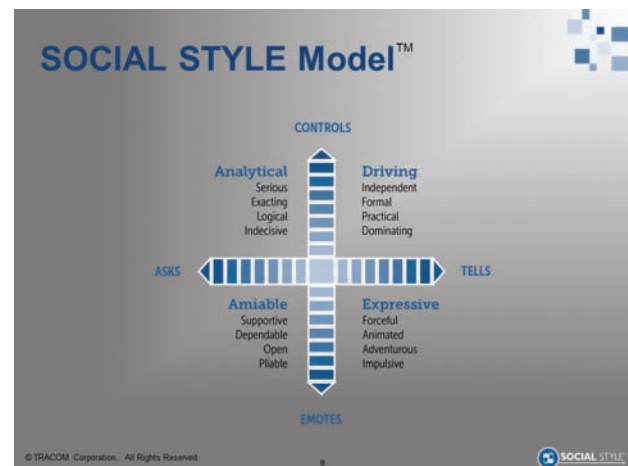 SOCIAL STYLE Model™
CONTROLS
Analytical
Serious
Exacting
Logical
Indecisive
Driving
Independent
Formal
Practical
Dominating
ASKS
TELLS
Amiable
Supportive
Dependable
Open
Pliable
Expressive
Forceful
Animated
Adventurous
Impulsive
EMOTES
© TRACOM Corporation. All Rights Reserved.
SOCIAL STYLE